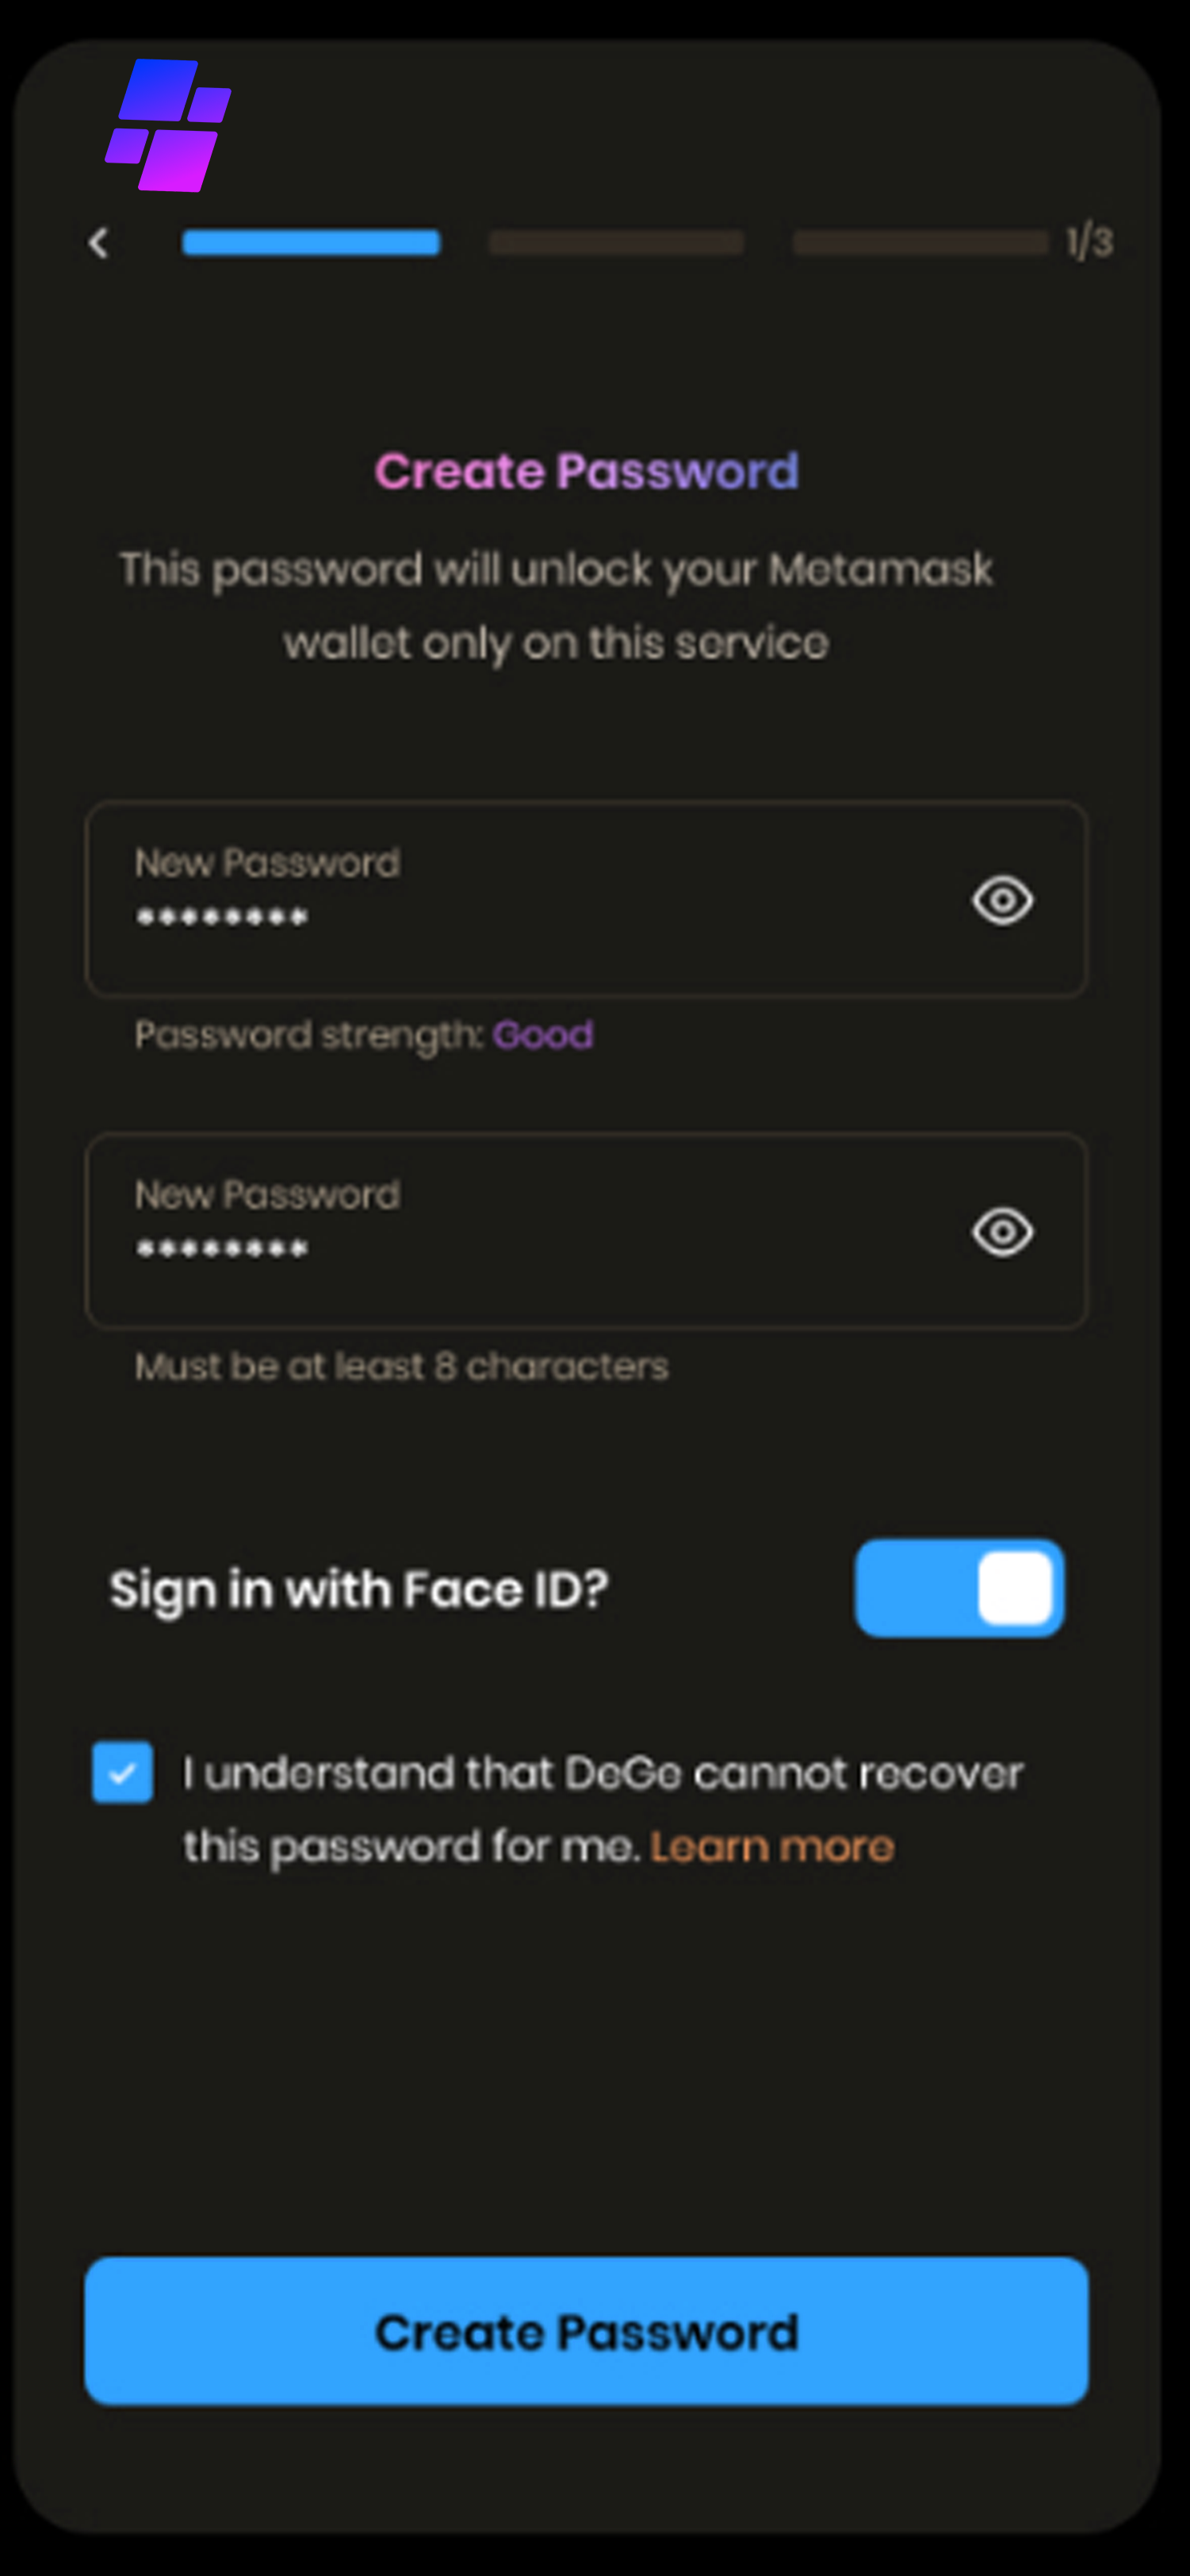 1/3
Create Password
This password will unlock your Metamask
wallet only on this service
New Password
********
Password strength: Good
New Password
********
Must be at least 8 characters
Sign in with Face ID?
I understand that DeGe cannot recover
this password for me. Learn more
Create Password